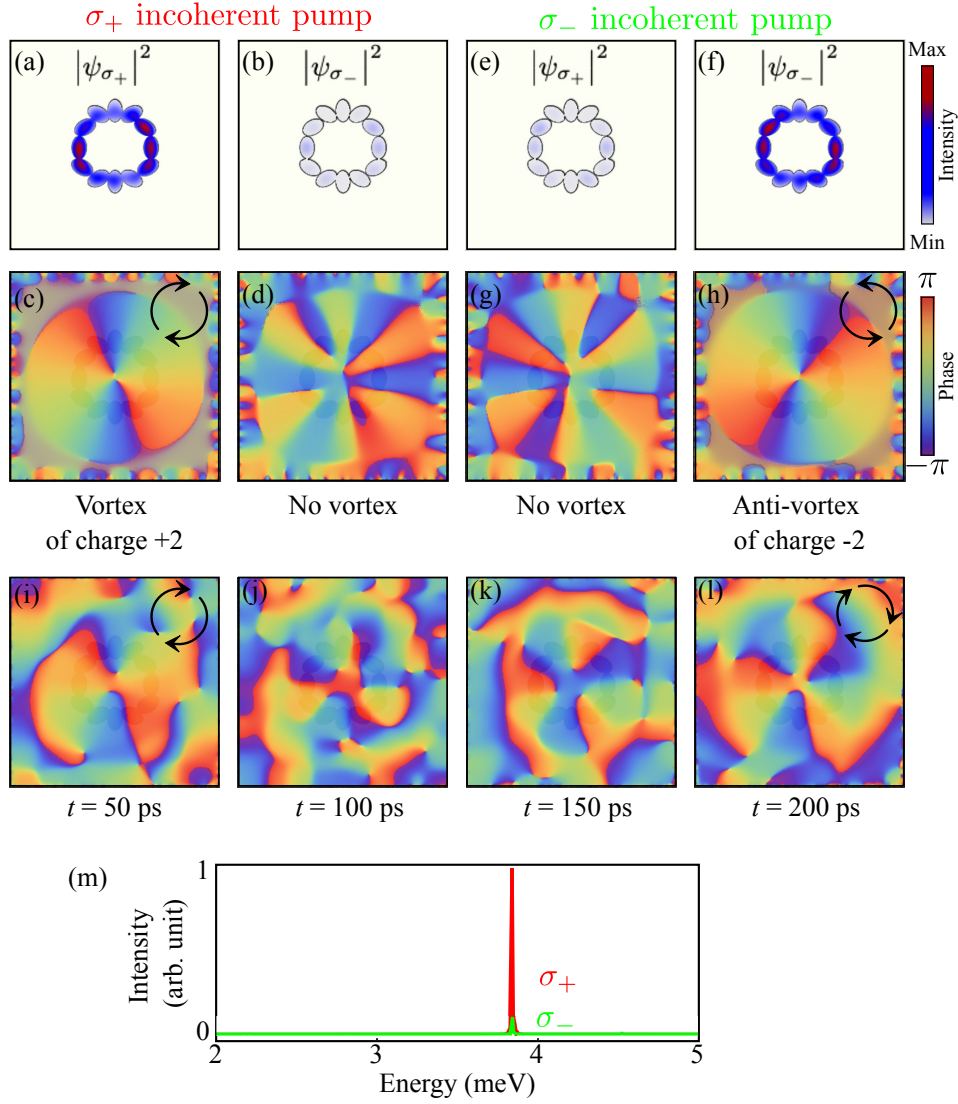 σ₊ incoherent pump
σ₋ incoherent pump
(a) |ψσ₊|²
(b) |ψσ₋|²
(e) |ψσ₊|²
(f) |ψσ₋|²
Max
Intensity
Min
(c)
(d)
(g)
(h)
π
Phase
−π
Vortex
of charge +2
No vortex
No vortex
Anti-vortex
of charge -2
(i)
(j)
(k)
(l)
t = 50 ps
t = 100 ps
t = 150 ps
t = 200 ps
(m)
1
Intensity
(arb. unit)
σ₊
σ₋
0
2 3 4 5
Energy (meV)